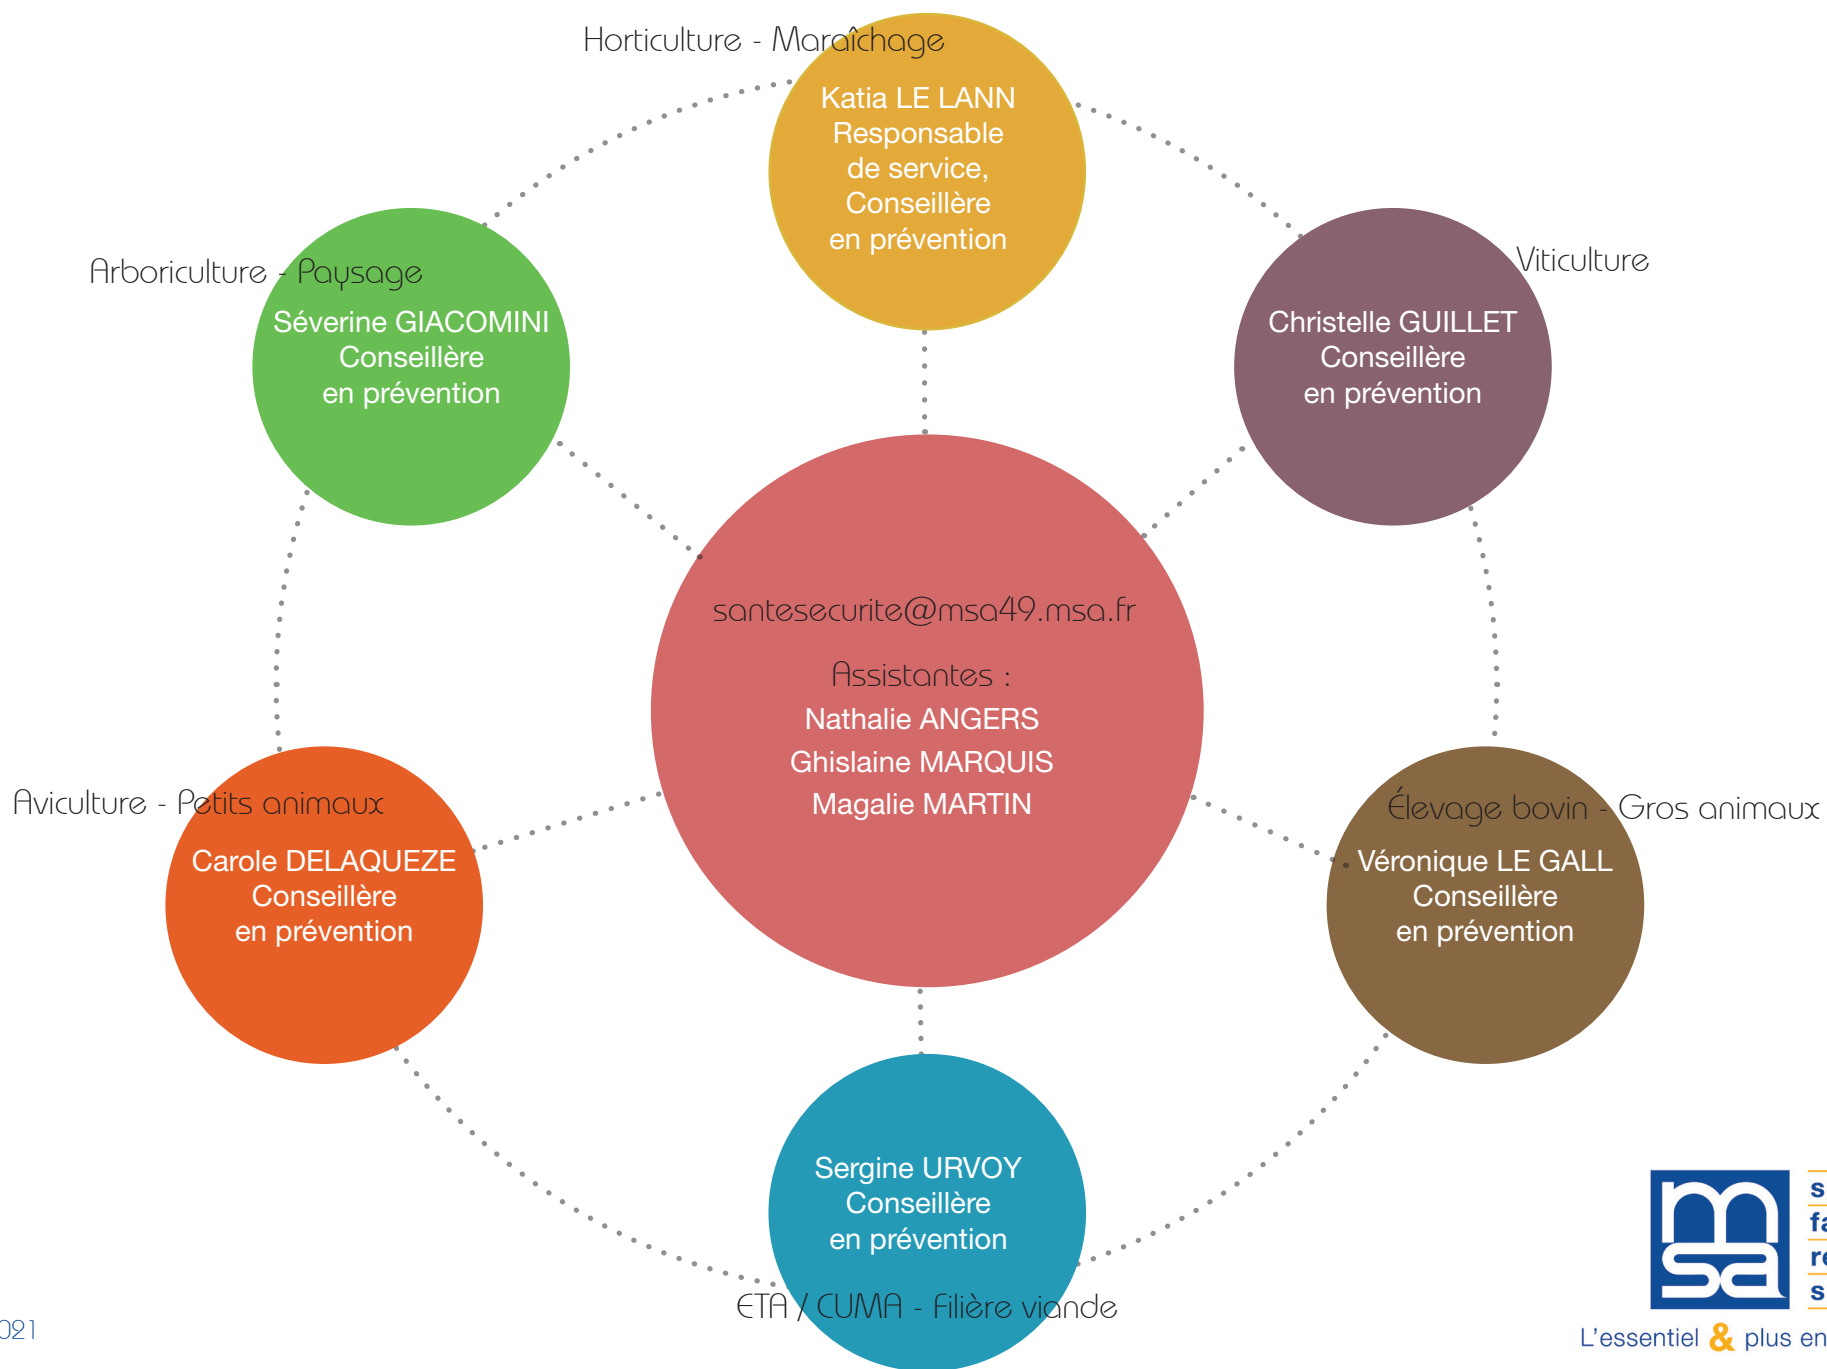 Horticulture - Maraîchage
Katia LE LANN
Responsable
de service,
Conseillère
en prévention
Arboriculture - Paysage
Séverine GIACOMINI
Conseillère
en prévention
Viticulture
Christelle GUILLET
Conseillère
en prévention
santesecurite@msa49.msa.fr
Assistantes :
Nathalie ANGERS
Ghislaine MARQUIS
Magalie MARTIN
Aviculture - Petits animaux
Carole DELAQUEZE
Conseillère
en prévention
Élevage bovin - Gros animaux
Véronique LE GALL
Conseillère
en prévention
Sergine URVOY
Conseillère
en prévention
ETA / CUMA - Filière viande
msa
L'essentiel & plus en